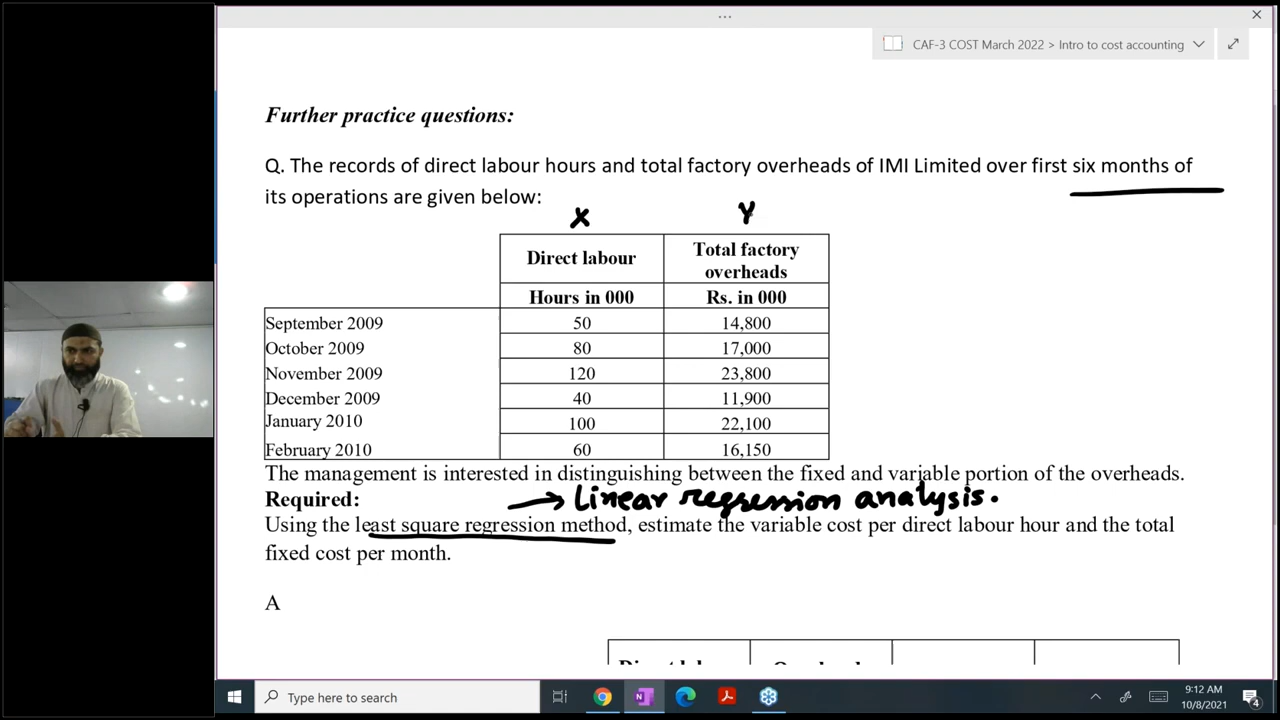 CAF-3 COST March 2022 > Intro to cost accounting
Further practice questions:
Q. The records of direct labour hours and total factory overheads of IMI Limited over first six months of
its operations are given below:
X Y
Direct labour Total factory overheads
Hours in 000 Rs. in 000
September 2009 50 14,800
October 2009 80 17,000
November 2009 120 23,800
December 2009 40 11,900
January 2010 100 22,100
February 2010 60 16,150
The management is interested in distinguishing between the fixed and variable portion of the overheads.
Required: → Linear regression analysis.
Using the least square regression method, estimate the variable cost per direct labour hour and the total
fixed cost per month.
A
Type here to search
9:12 AM
10/8/2021
4